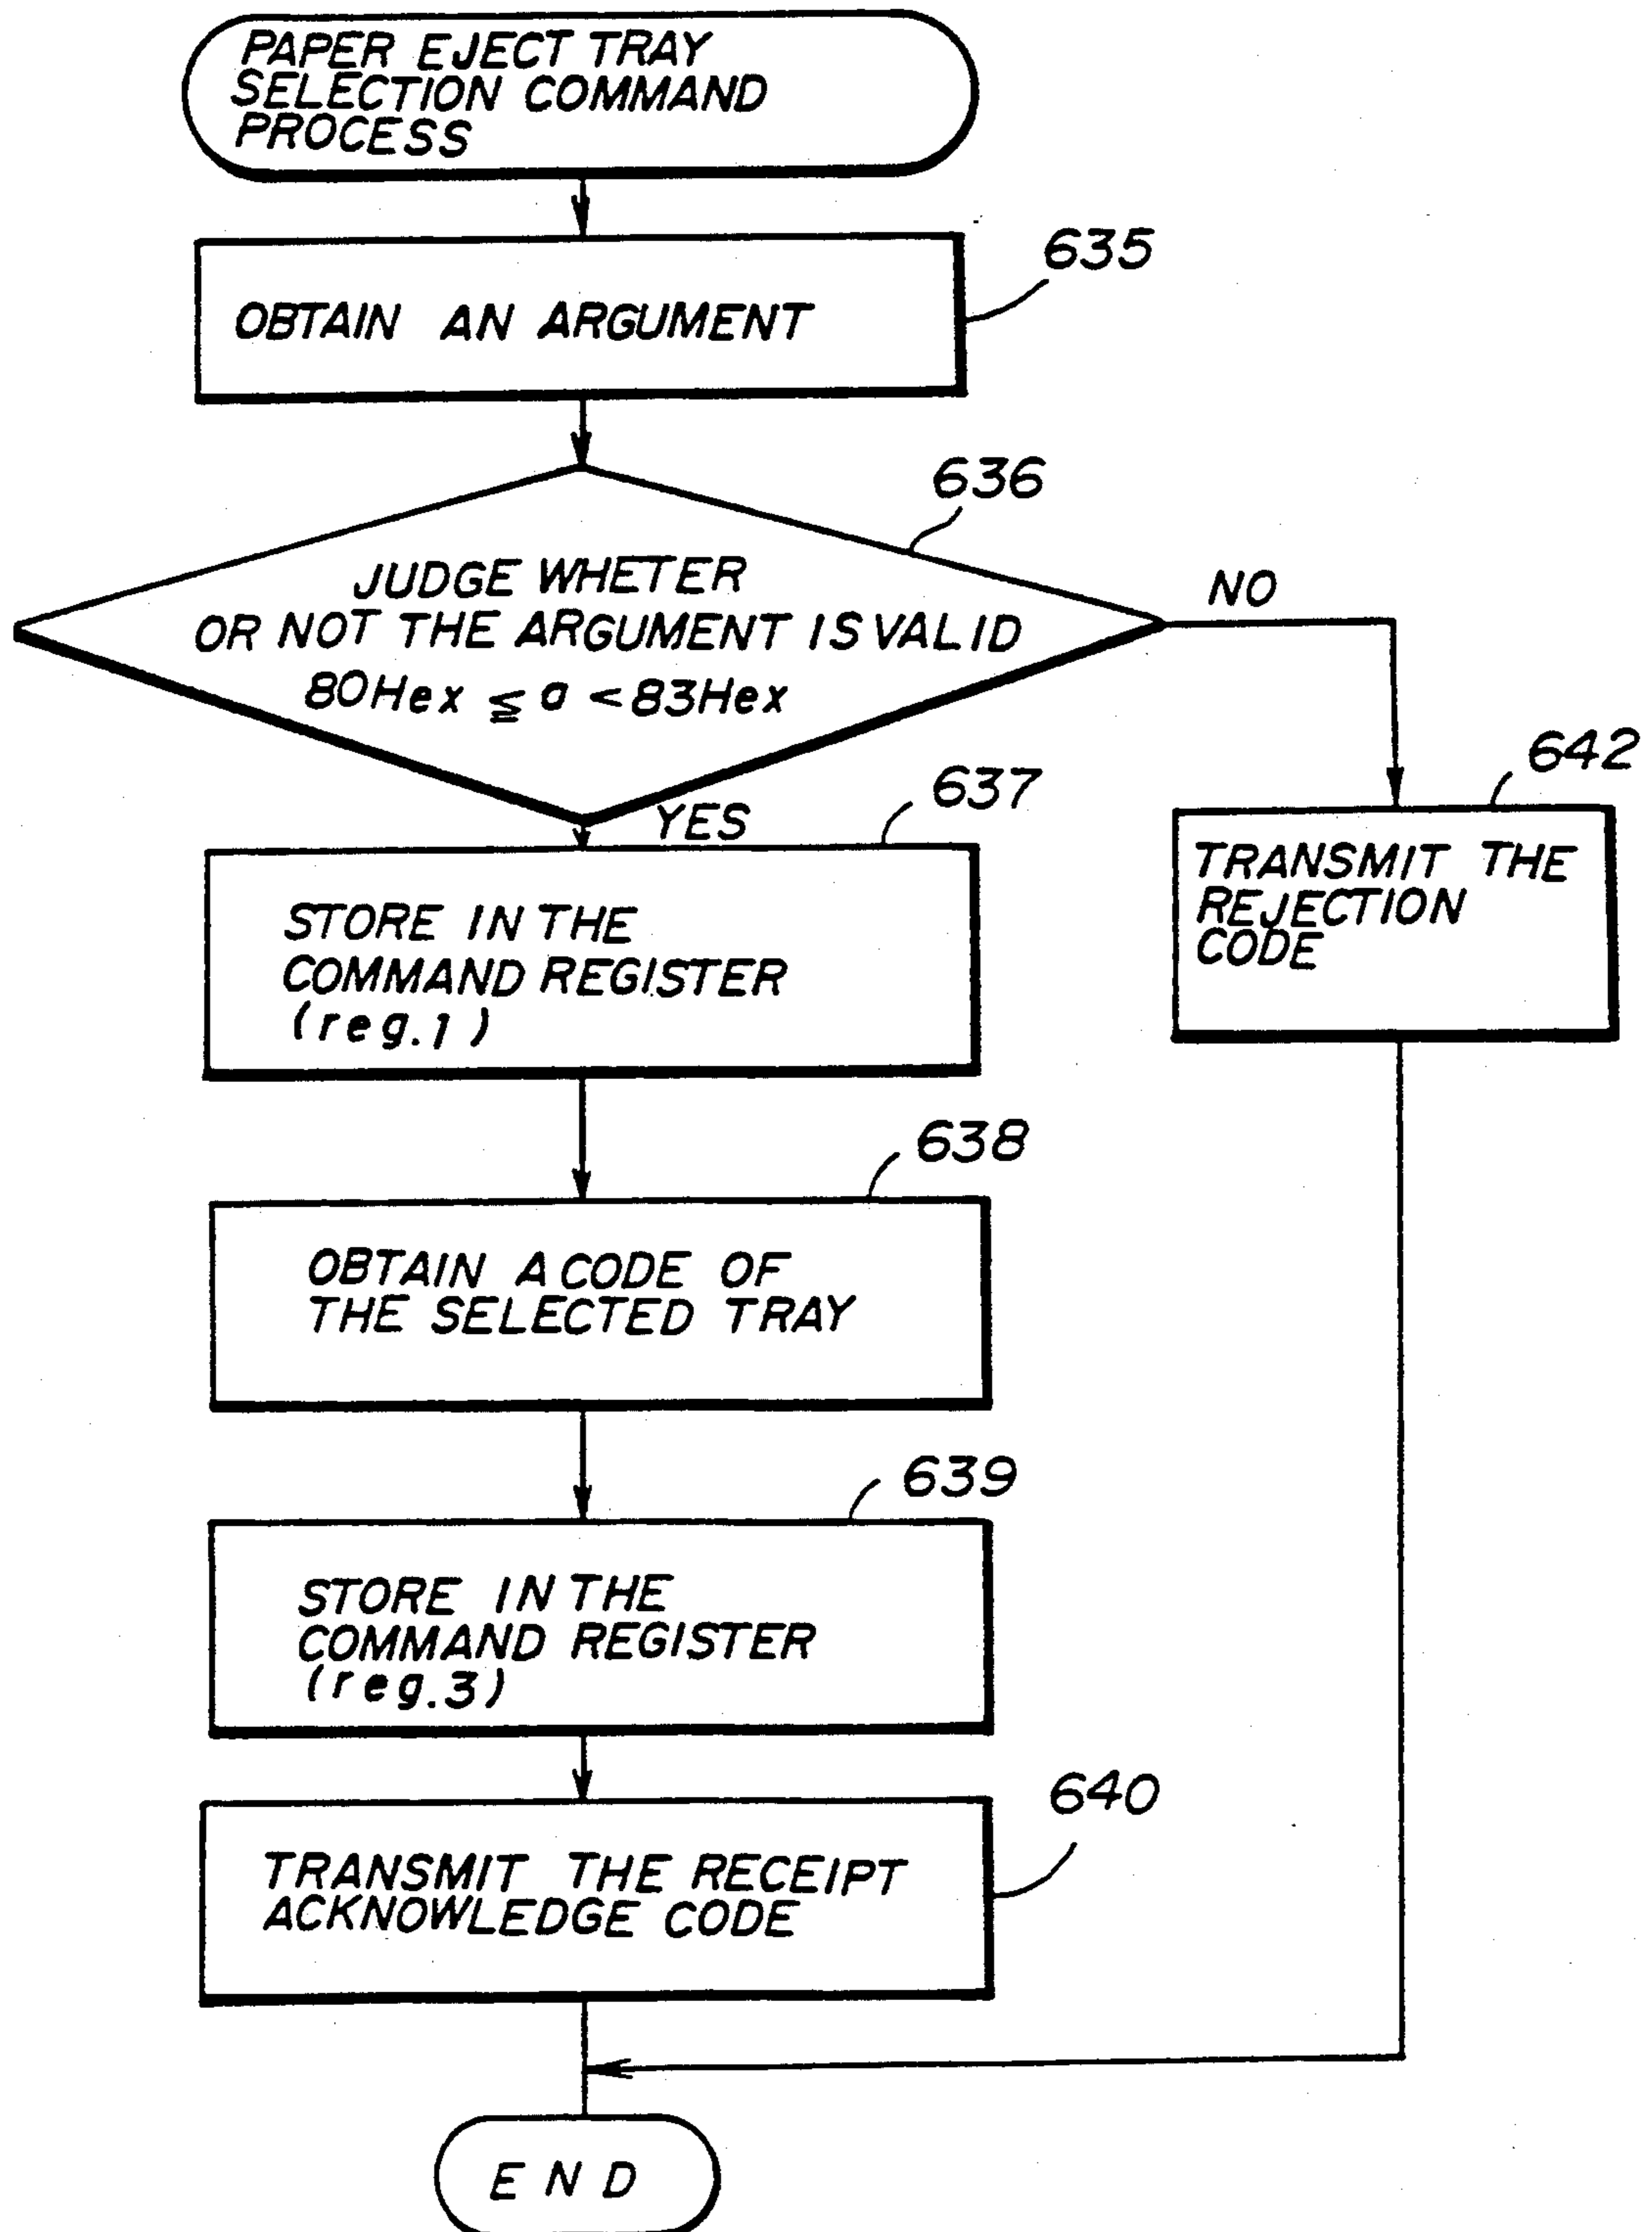 PAPER EJECT TRAY
SELECTION COMMAND
PROCESS
635
OBTAIN AN ARGUMENT
636
JUDGE WHETER
OR NOT THE ARGUMENT IS VALID
80Hex ≦ a < 83Hex
NO
YES
637
STORE IN THE
COMMAND REGISTER
(reg.1)
642
TRANSMIT THE
REJECTION
CODE
638
OBTAIN A CODE OF
THE SELECTED TRAY
639
STORE IN THE
COMMAND REGISTER
(reg.3)
640
TRANSMIT THE RECEIPT
ACKNOWLEDGE CODE
END